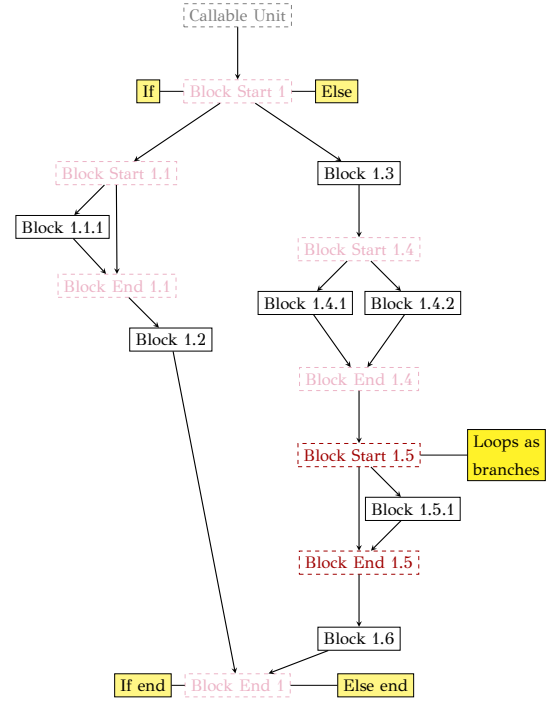 Callable Unit
If
Block Start 1
Else
Block Start 1.1
Block 1.3
Block 1.1.1
Block Start 1.4
Block End 1.1
Block 1.4.1
Block 1.4.2
Block 1.2
Block End 1.4
Block Start 1.5
Loops as
branches
Block 1.5.1
Block End 1.5
Block 1.6
If end
Block End 1
Else end